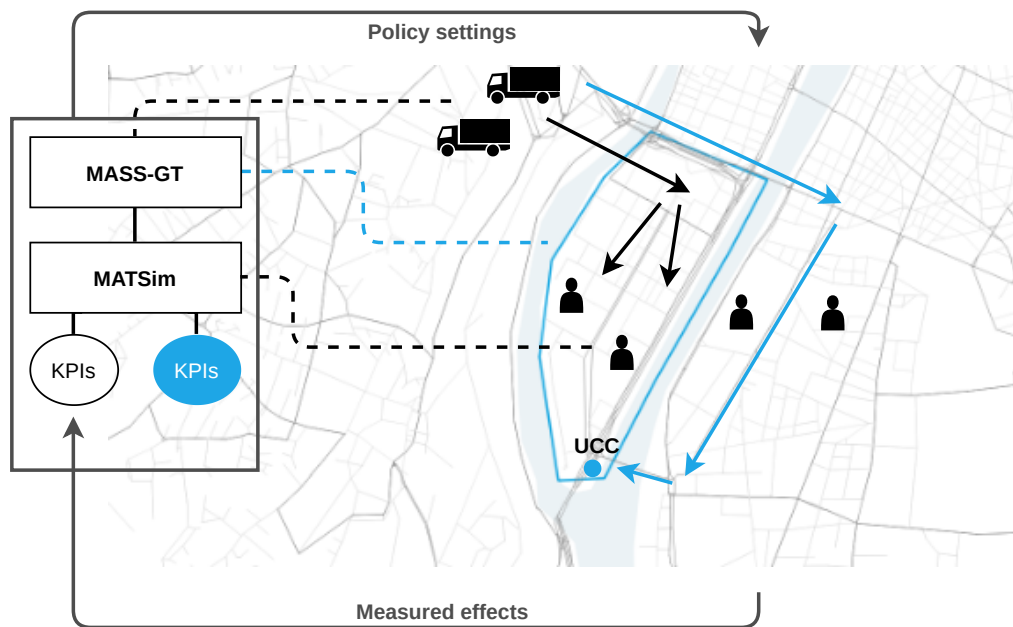 Policy settings
MASS-GT
MATSim
KPIs
KPIs
UCC
Measured effects